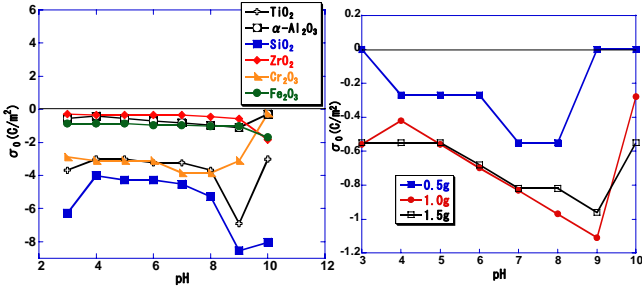 TiO2
α-Al2O3
SiO2
ZrO2
Cr2O3
Fe2O3
6
4
2
0
-2
-4
-6
-8
σ0(C/m²)
2 4 6 8 10 12
pH
0.2
0
-0.2
-0.4
-0.6
-0.8
-1
-1.2
σ0(C/m²)
0.5g
1.0g
1.5g
3 4 5 6 7 8 9 10
pH